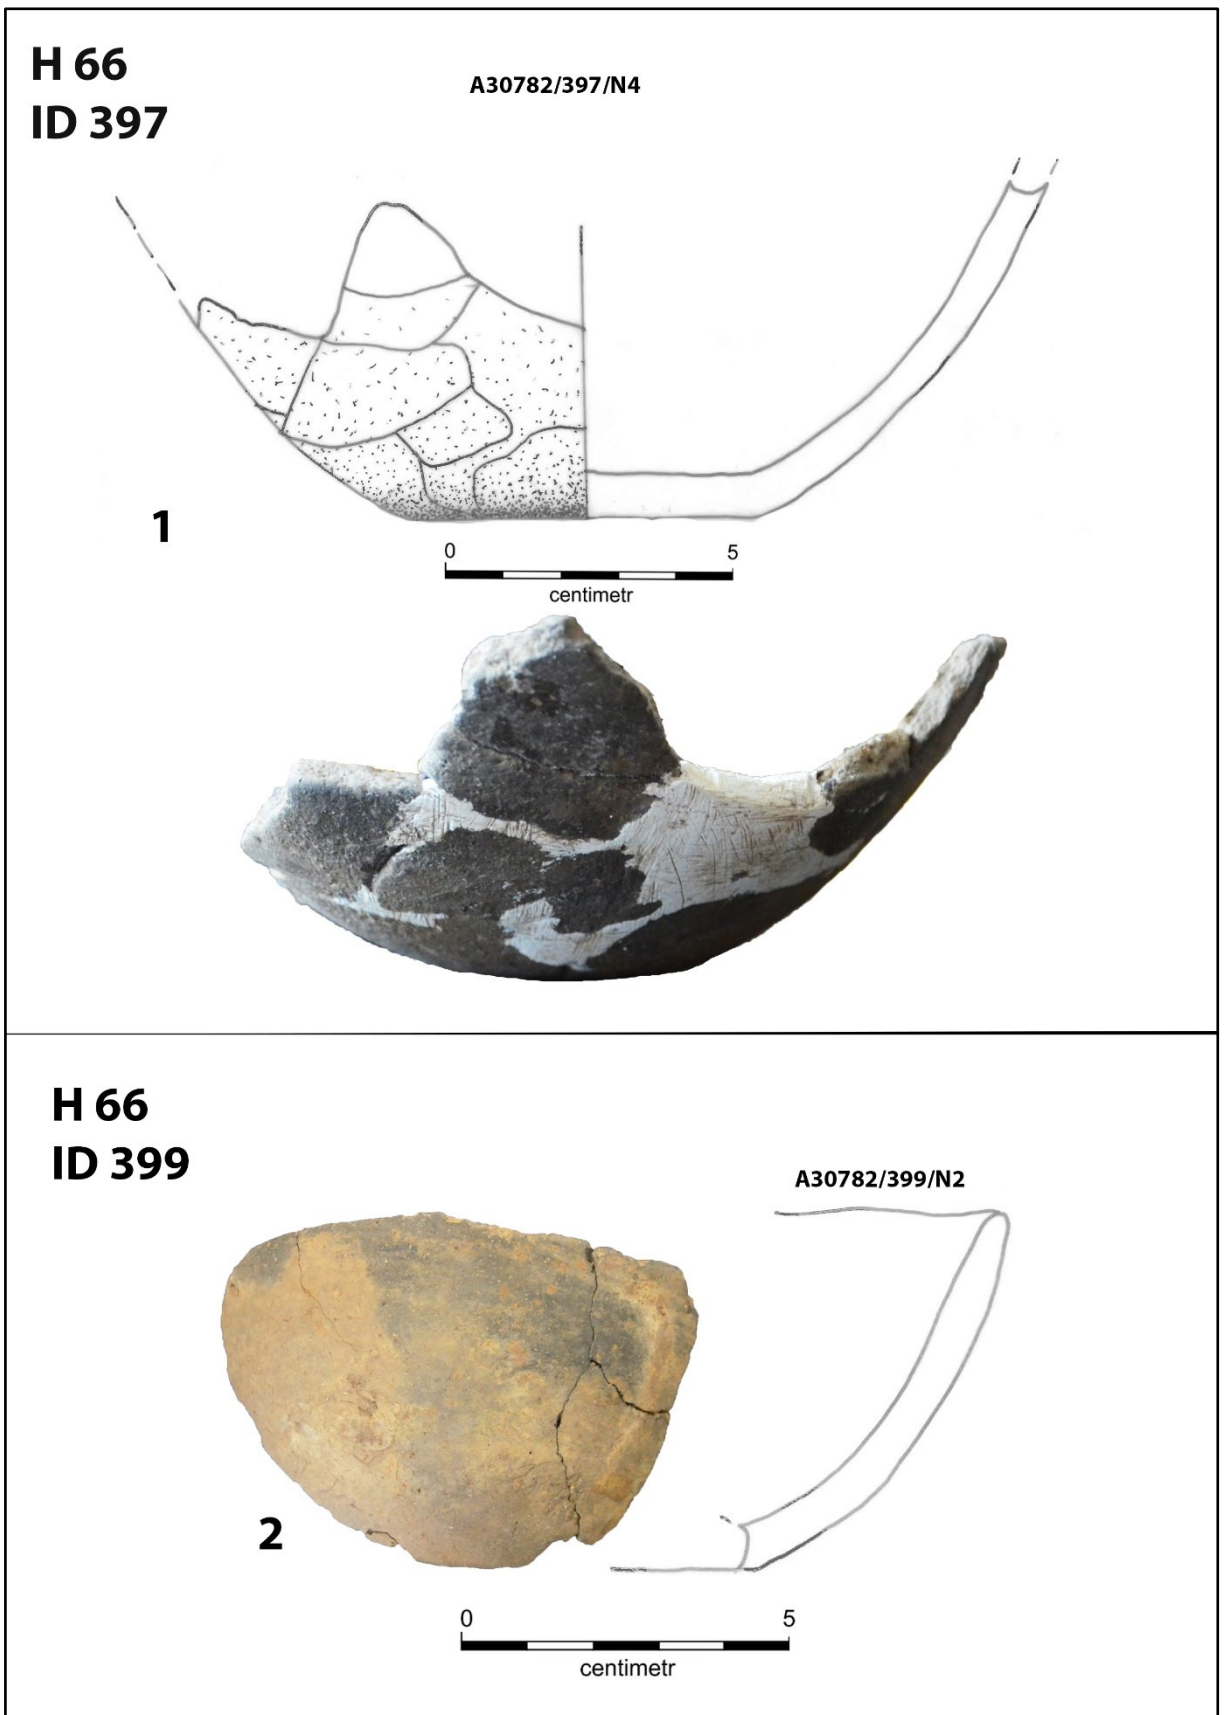 H 66
ID 397
A30782/397/N4
1
0 5
centimetr
H 66
ID 399
A30782/399/N2
2
0 5
centimetr